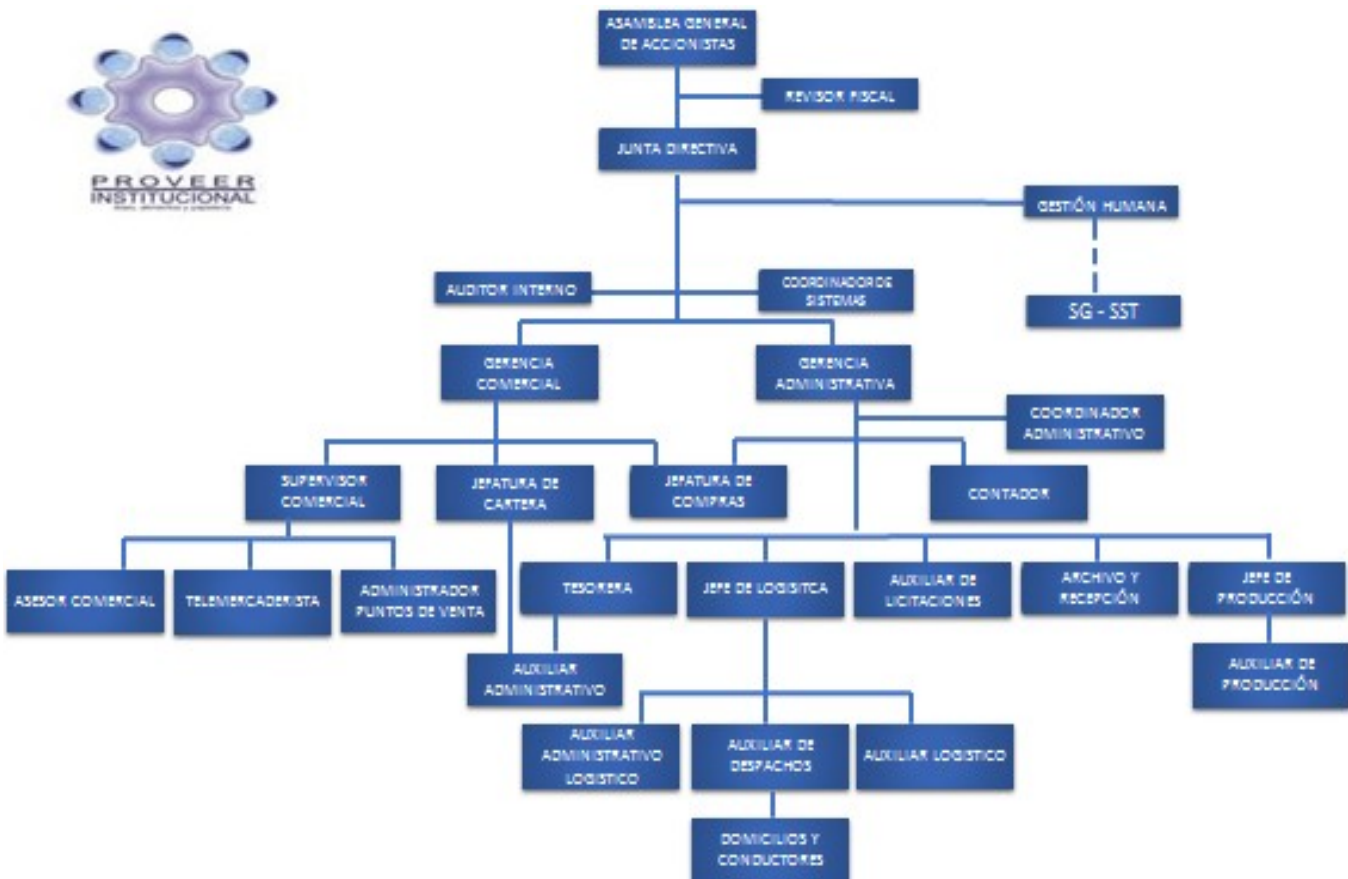 ASAMBLEA GENERAL
DE ACCIONISTAS
REVISOR FISCAL
JUNTA DIRECTIVA
PROVEER
INSTITUCIONAL
GESTIÓN HUMANA
AUDITOR INTERNO
COORDINADOR DE
SISTEMAS
SG - SST
GERENCIA
COMERCIAL
GERENCIA
ADMINISTRATIVA
COORDINADOR
ADMINISTRATIVO
SUPERVISOR
COMERCIAL
JEFATURA DE
CARTERA
JEFATURA DE
COMPRAS
CONTADOR
ASESOR COMERCIAL
TELEMERCADERISTA
ADMINISTRADOR
PUNTOS DE VENTA
TESORERA
JEFE DE LOGISITCA
AUXILIAR DE
LICITACIONES
ARCHIVO Y
RECEPCIÓN
JEFE DE
PRODUCCIÓN
AUXILIAR
ADMINISTRATIVO
AUXILIAR DE
PRODUCCIÓN
AUXILIAR
ADMINISTRATIVO
LOGISTICO
AUXILIAR DE
DESPACHOS
AUXILIAR LOGISTICO
DOMICILIOS Y
CONDUCTORES